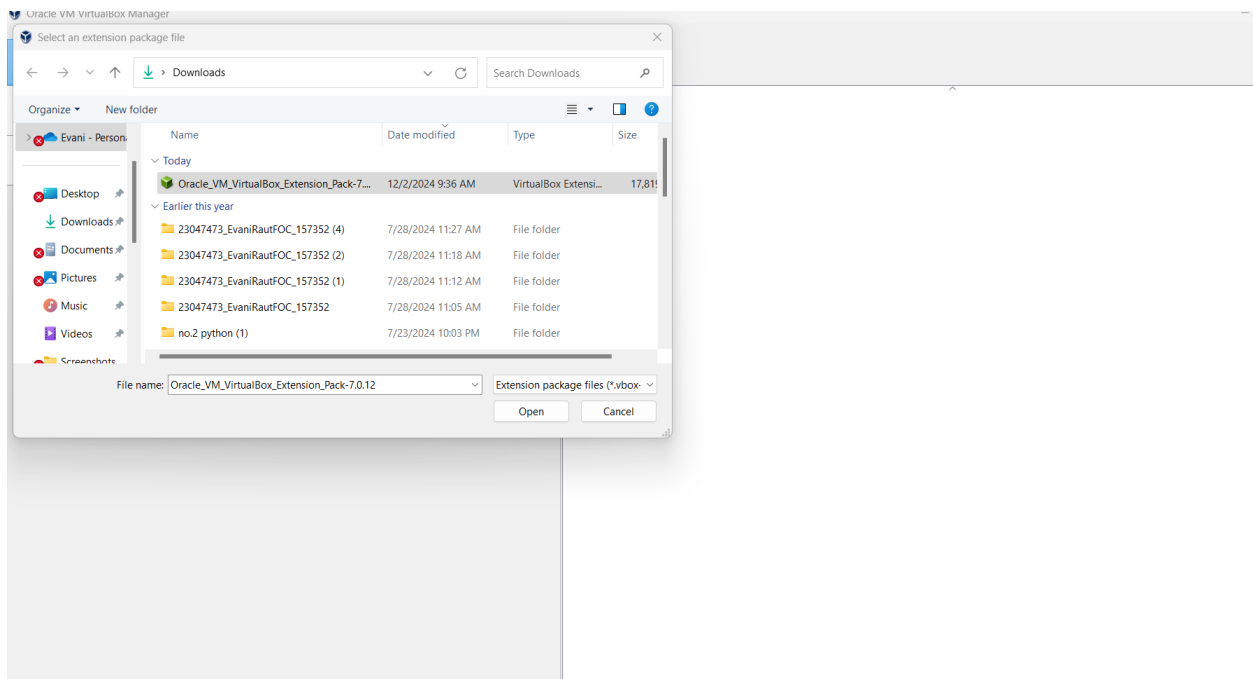 Oracle VM VirtualBox Manager
Select an extension package file
Downloads
Search Downloads
Organize
New folder
Evani - Person
Name
Date modified
Type
Size
Today
Oracle_VM_VirtualBox_Extension_Pack-7....
12/2/2024 9:36 AM
VirtualBox Extensi...
17,819
Earlier this year
Desktop
23047473_EvaniRautFOC_157352 (4)
7/28/2024 11:27 AM
File folder
Downloads
23047473_EvaniRautFOC_157352 (2)
7/28/2024 11:18 AM
File folder
Documents
23047473_EvaniRautFOC_157352 (1)
7/28/2024 11:12 AM
File folder
Pictures
23047473_EvaniRautFOC_157352
7/28/2024 11:05 AM
File folder
Music
no.2 python (1)
7/23/2024 10:03 PM
File folder
Videos
Screenshots
File name:
Oracle_VM_VirtualBox_Extension_Pack-7.0.12
Extension package files (*.vbox-
Open
Cancel